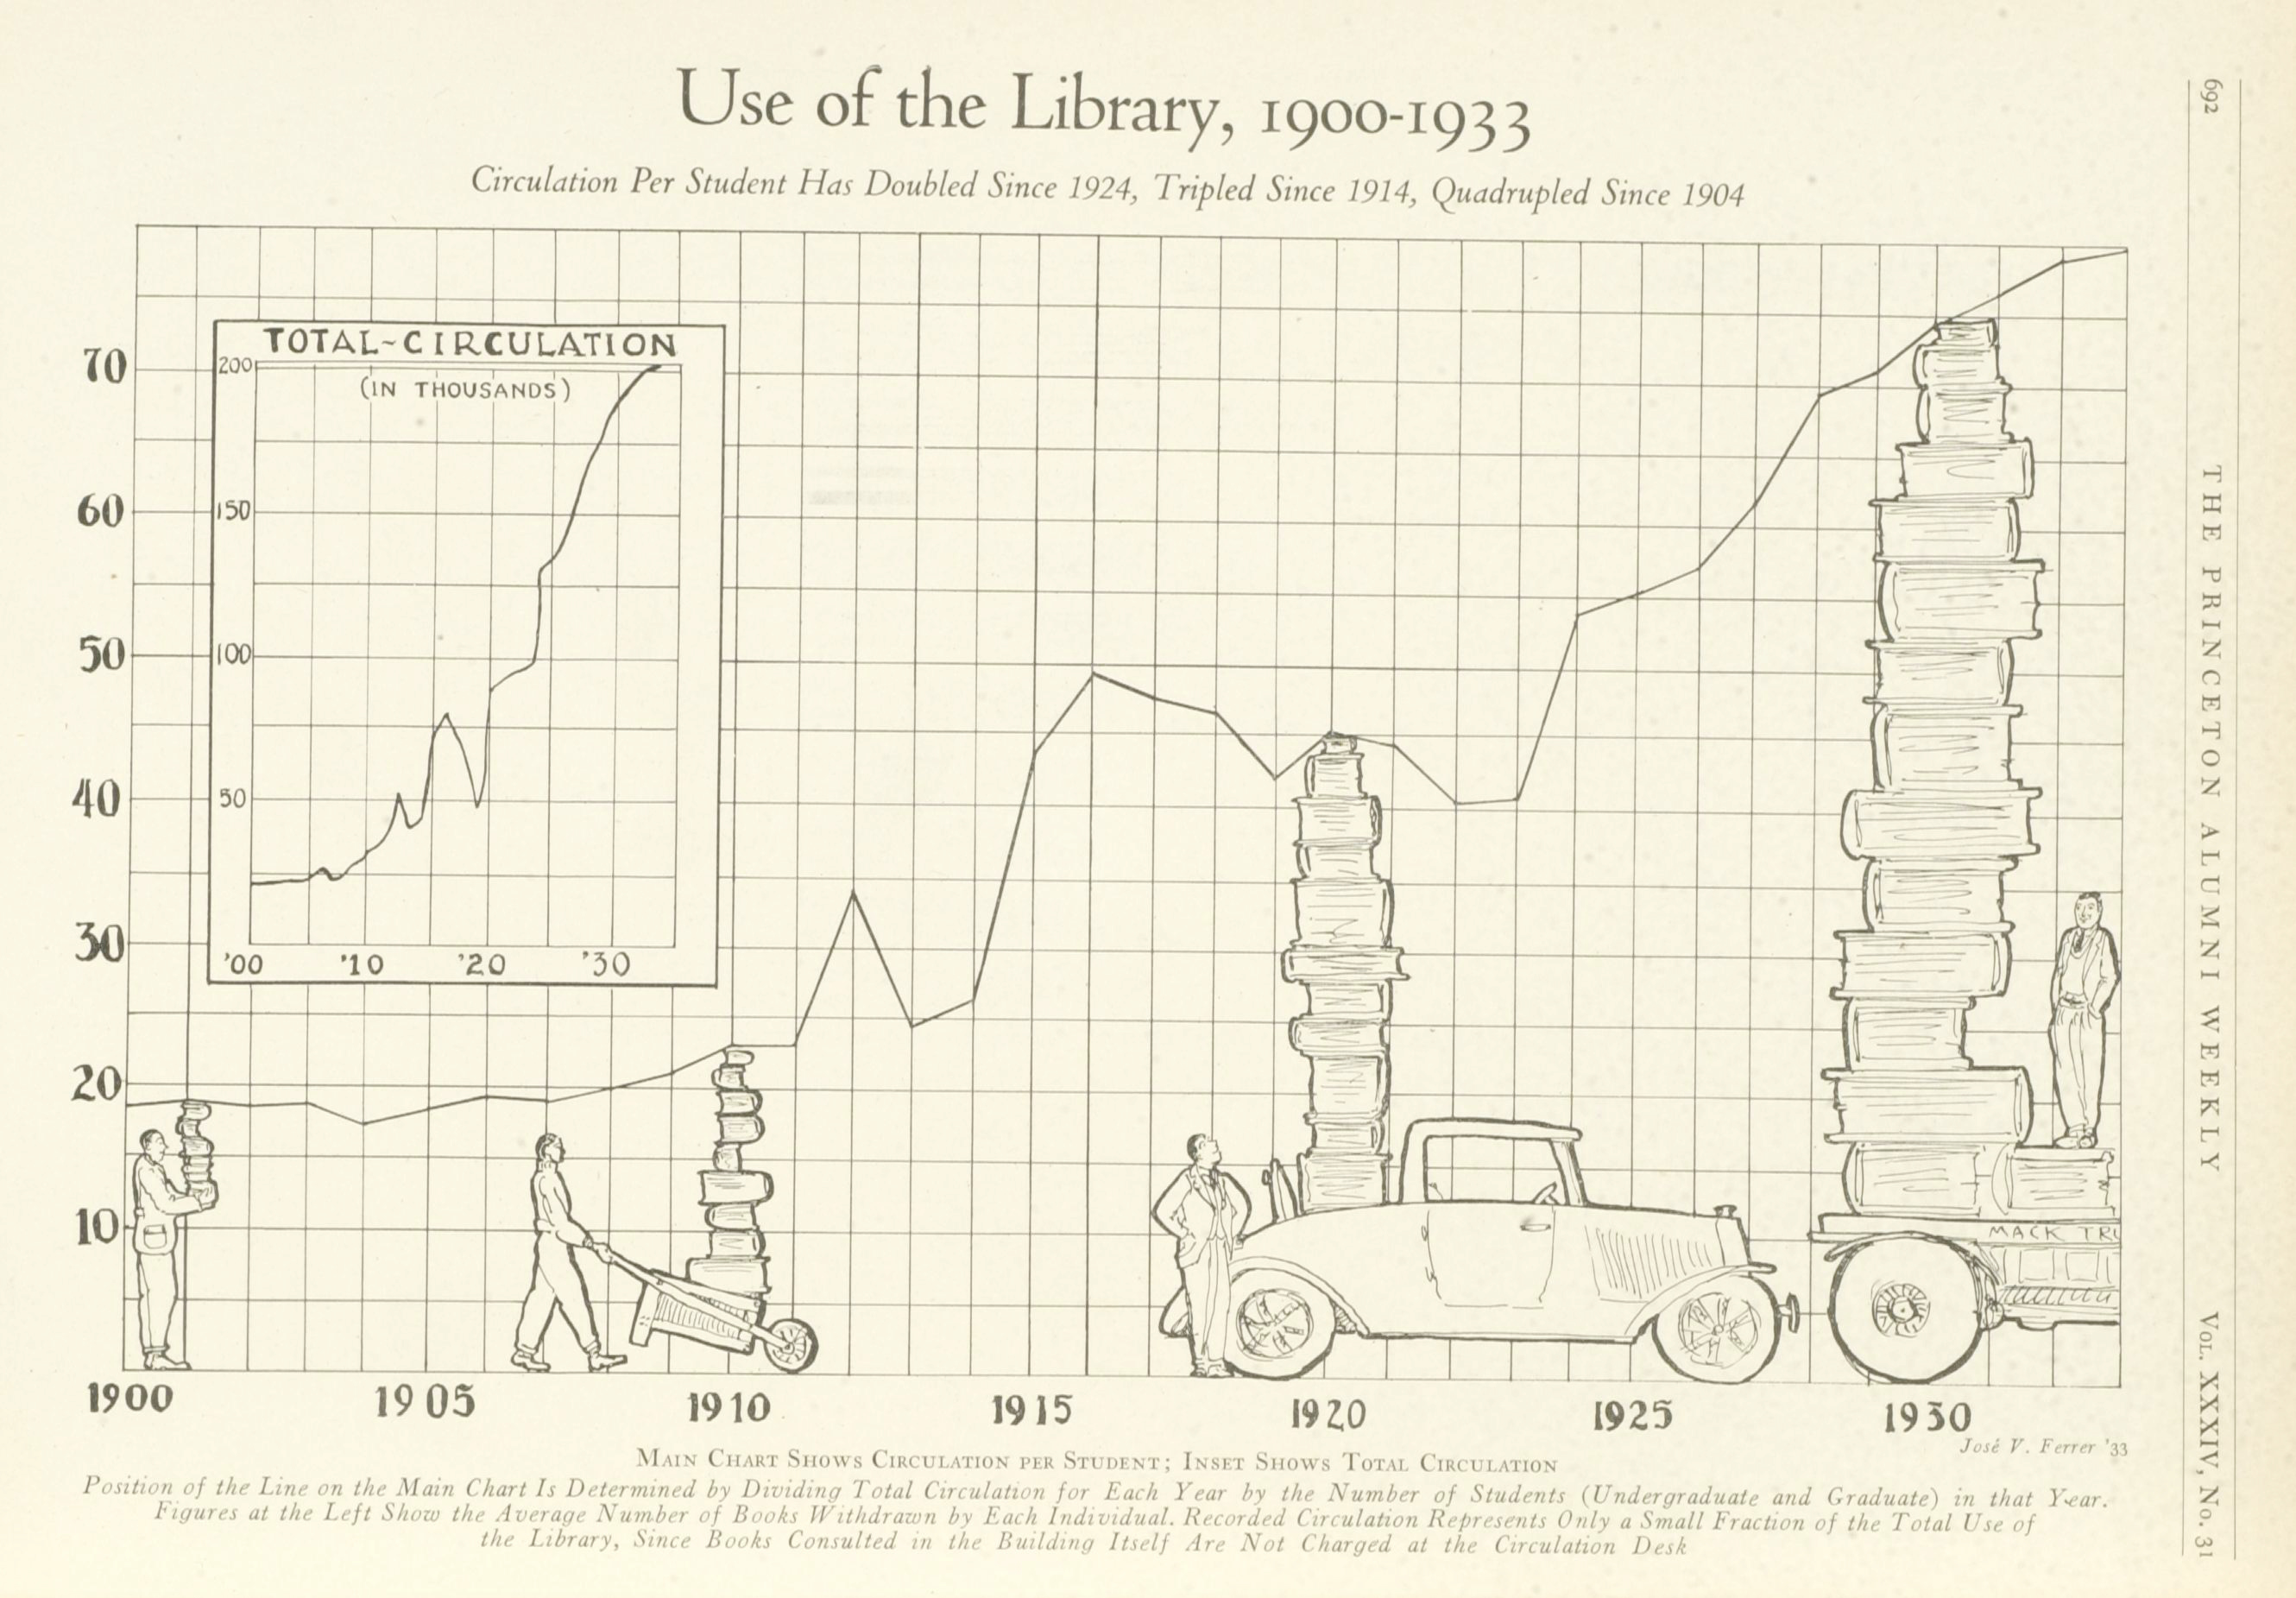 Use of the Library, 1900-1933
Circulation Per Student Has Doubled Since 1924, Tripled Since 1914, Quadrupled Since 1904
70
60
50
40
30
20
10
TOTAL~CIRCULATION
(IN THOUSANDS)
200
150
100
50
'00 '10 '20 '30
MACK TR
1900 1905 1910 1915 1920 1925 1930
José V. Ferrer '33
MAIN CHART SHOWS CIRCULATION PER STUDENT; INSET SHOWS TOTAL CIRCULATION
Position of the Line on the Main Chart Is Determined by Dividing Total Circulation for Each Year by the Number of Students (Undergraduate and Graduate) in that Year.
Figures at the Left Show the Average Number of Books Withdrawn by Each Individual. Recorded Circulation Represents Only a Small Fraction of the Total Use of
the Library, Since Books Consulted in the Building Itself Are Not Charged at the Circulation Desk
692 THE PRINCETON ALUMNI WEEKLY VOL. XXXIV, NO. 31